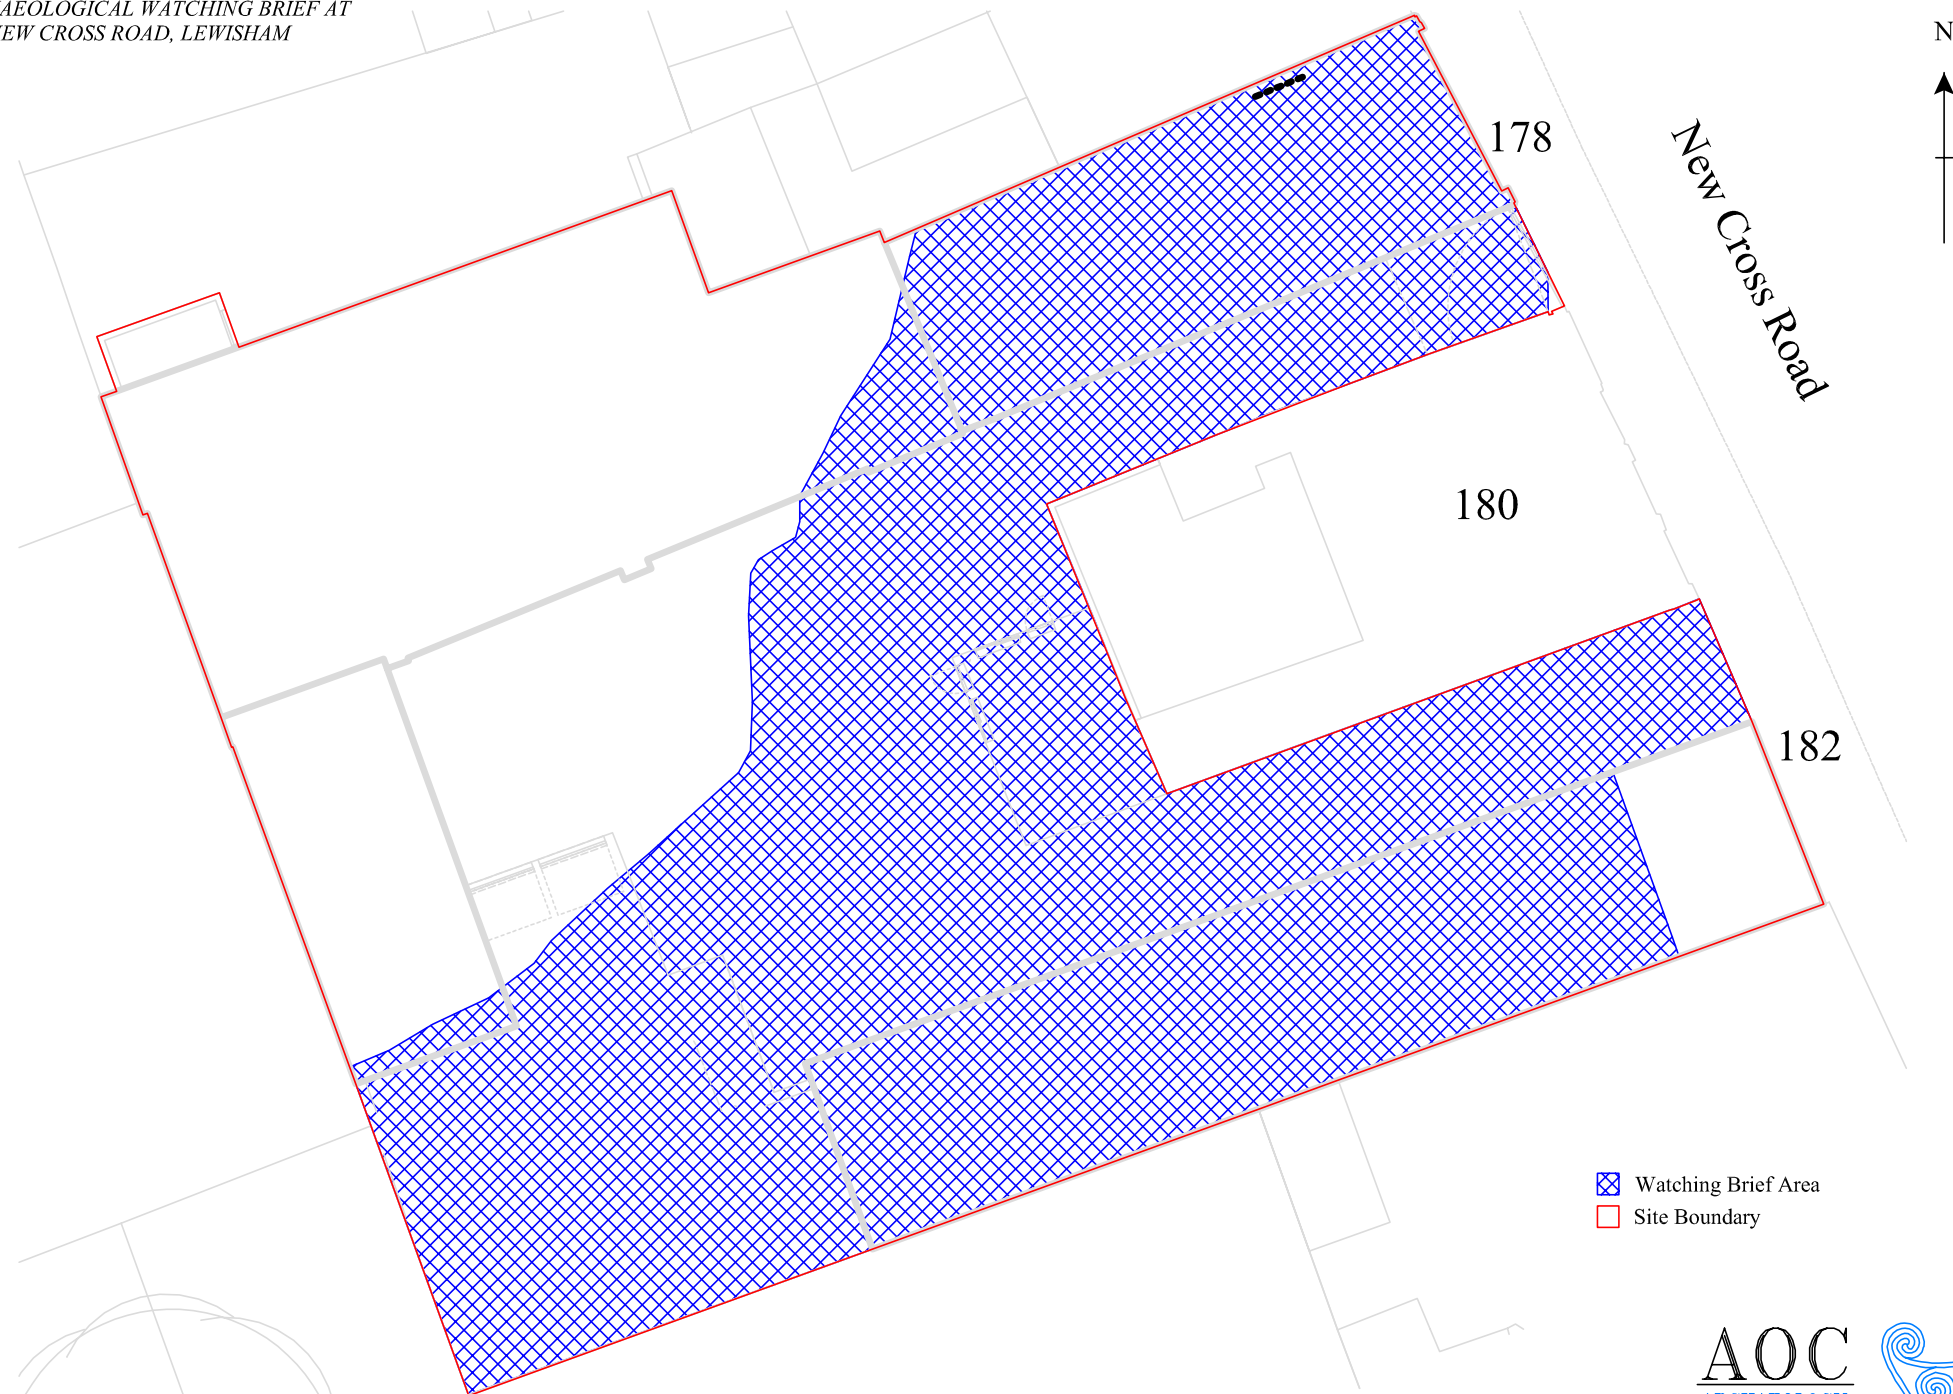 AEOLOGICAL WATCHING BRIEF AT
EW CROSS ROAD, LEWISHAM
N
178
New Cross Road
180
182
Watching Brief Area
Site Boundary
AOC